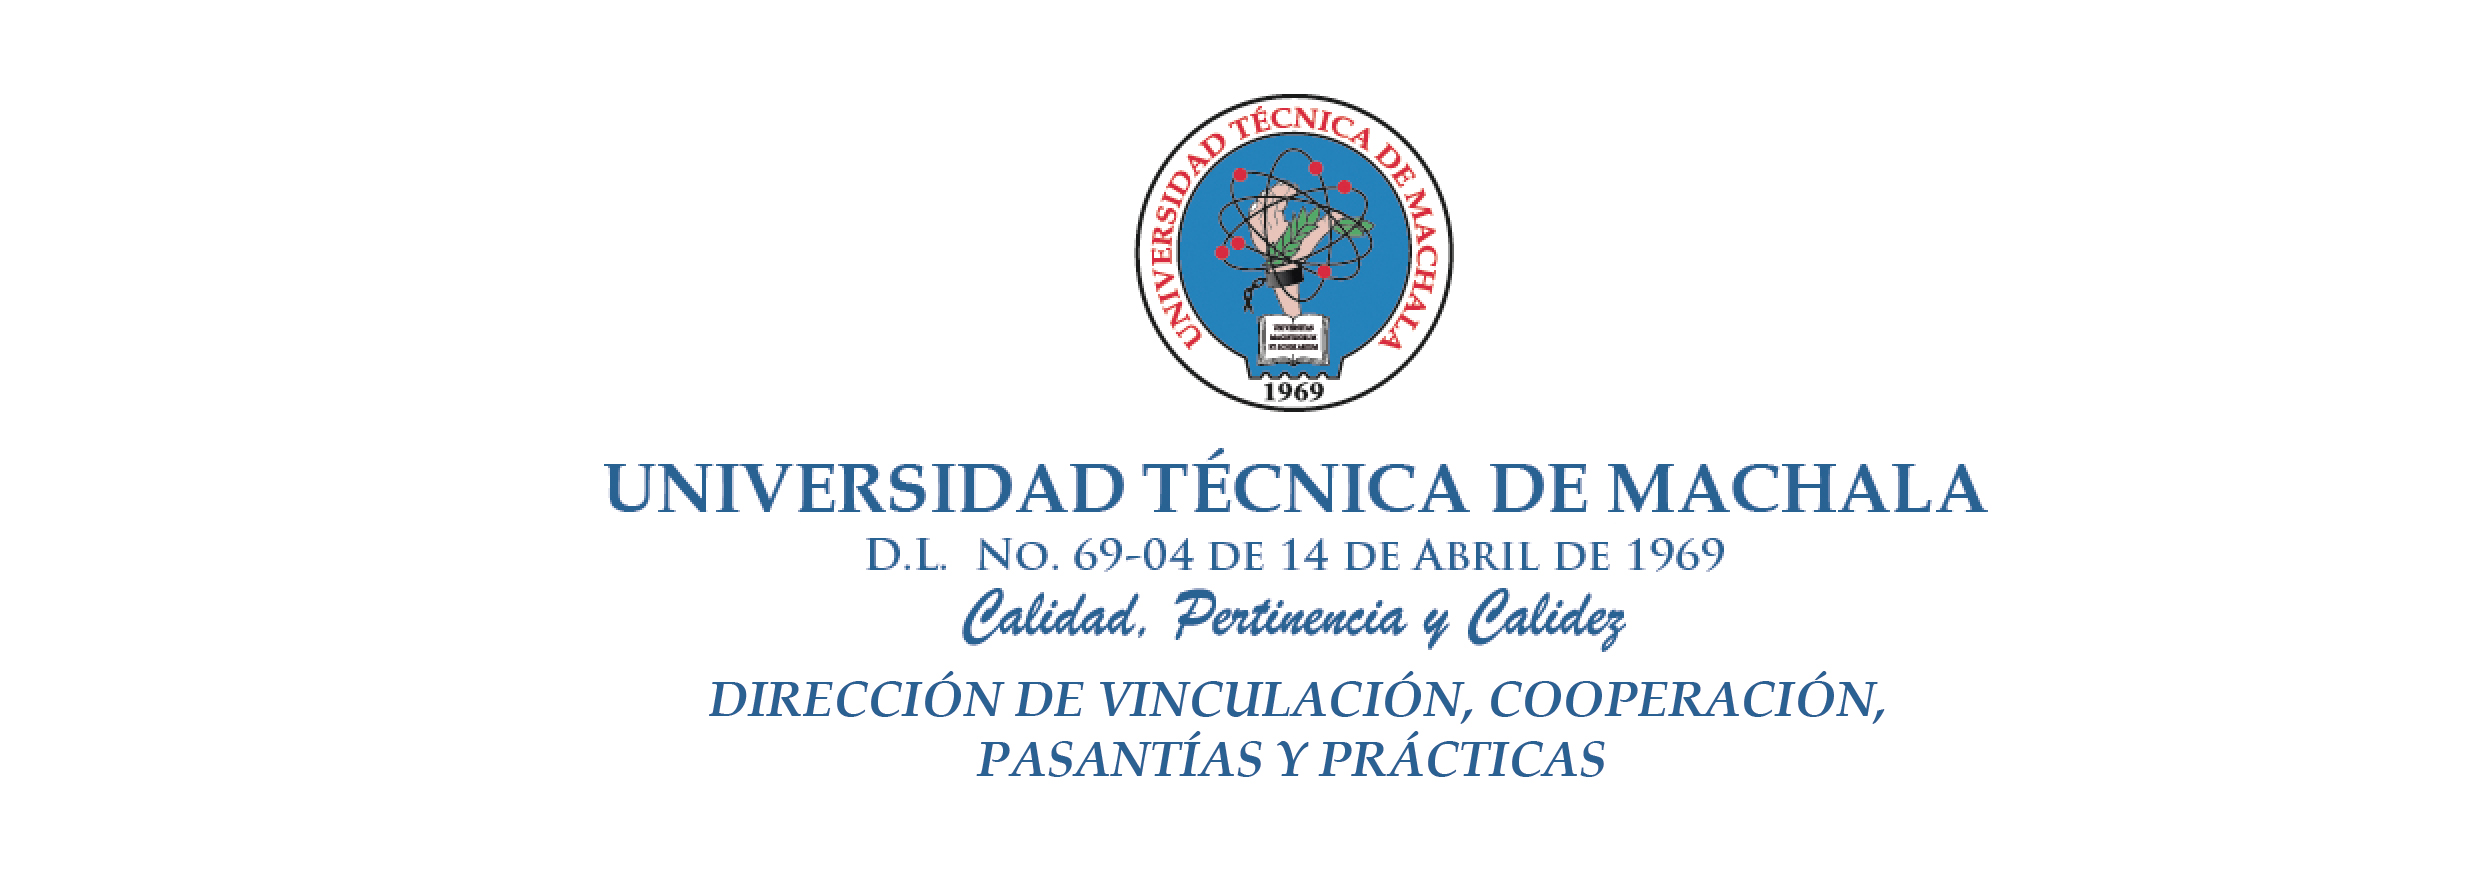 UNIVERSIDAD TÉCNICA DE MACHALA
1969
UNIVERSIDAD TÉCNICA DE MACHALA
D.L. No. 69-04 DE 14 DE ABRIL DE 1969
Calidad, Pertinencia y Calidez
DIRECCIÓN DE VINCULACIÓN, COOPERACIÓN,
PASANTÍAS Y PRÁCTICAS